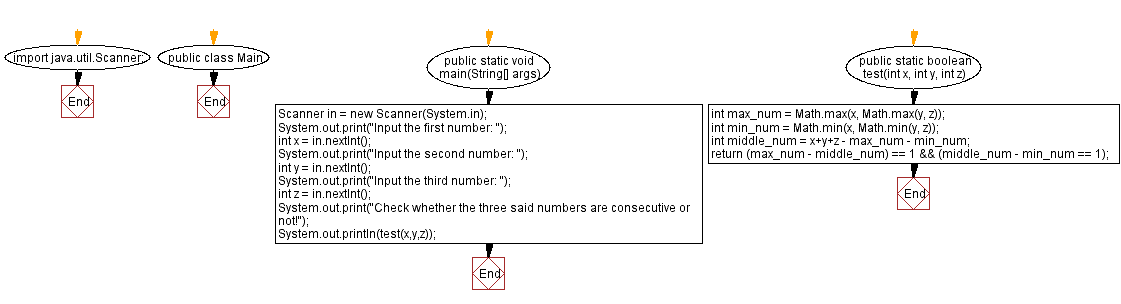 import java.util.Scanner;
End
public class Main
End
public static void
main(String[] args)
Scanner in = new Scanner(System.in);
System.out.print("Input the first number: ");
int x = in.nextInt();
System.out.print("Input the second number: ");
int y = in.nextInt();
System.out.print("Input the third number: ");
int z = in.nextInt();
System.out.print("Check whether the three said numbers are consecutive or
not!");
System.out.println(test(x,y,z));
End
public static boolean
test(int x, int y, int z)
int max_num = Math.max(x, Math.max(y, z));
int min_num = Math.min(x, Math.min(y, z));
int middle_num = x+y+z - max_num - min_num;
return (max_num - middle_num) == 1 && (middle_num - min_num == 1);
End